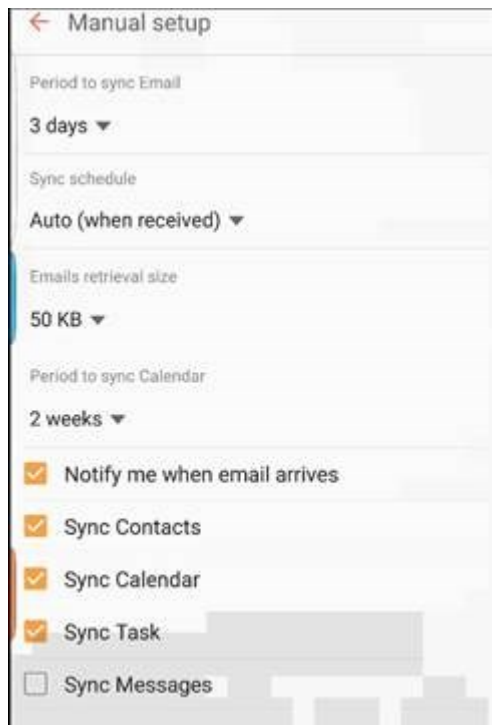 Manual setup
Period to sync Email
3 days
Sync schedule
Auto (when received)
Emails retrieval size
50 KB
Period to sync Calendar
2 weeks
Notify me when email arrives
Sync Contacts
Sync Calendar
Sync Task
Sync Messages